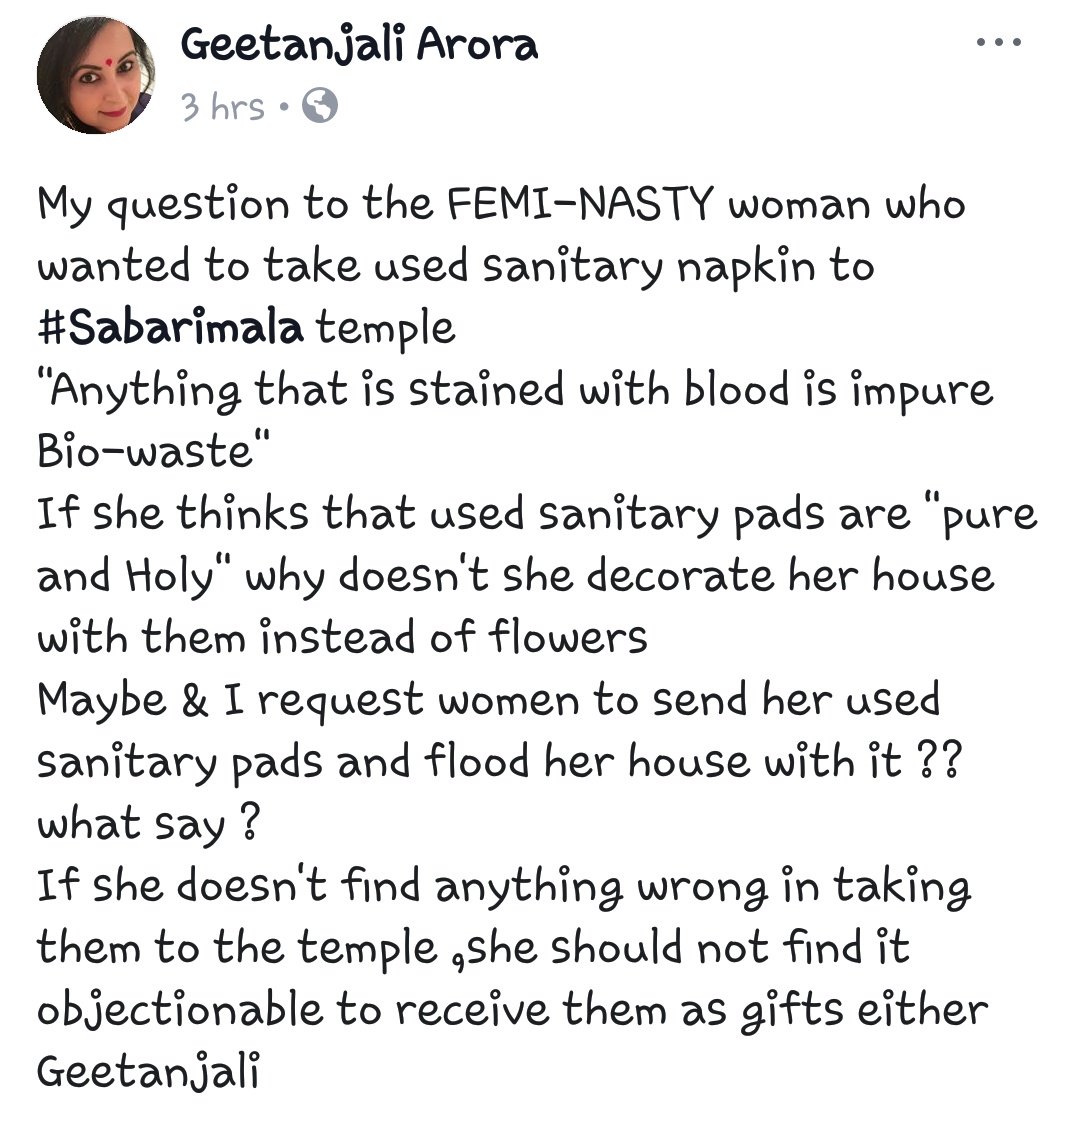 Geetanjali Arora
3 hrs •
My question to the FEMI-NASTY woman who
wanted to take used sanitary napkin to
#Sabarimala temple
"Anything that is stained with blood is impure
Bio-waste"
If she thinks that used sanitary pads are "pure
and Holy" why doesn't she decorate her house
with them instead of flowers
Maybe & I request women to send her used
sanitary pads and flood her house with it ??
what say ?
If she doesn't find anything wrong in taking
them to the temple ,she should not find it
objectionable to receive them as gifts either
Geetanjali